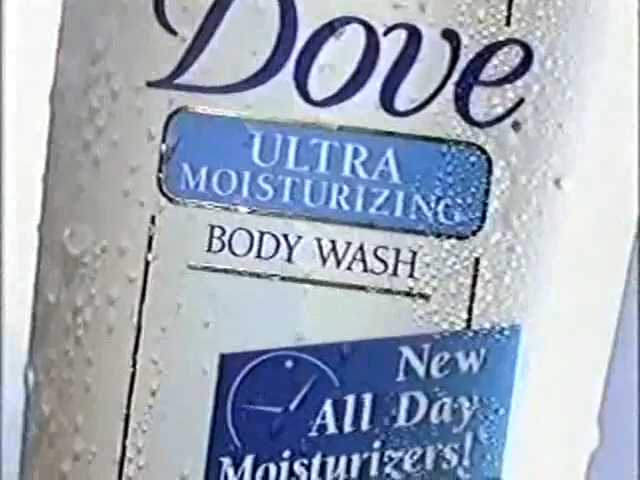 Dove
ULTRA
MOISTURIZING
BODY WASH
New
All Day
Moisturizers!